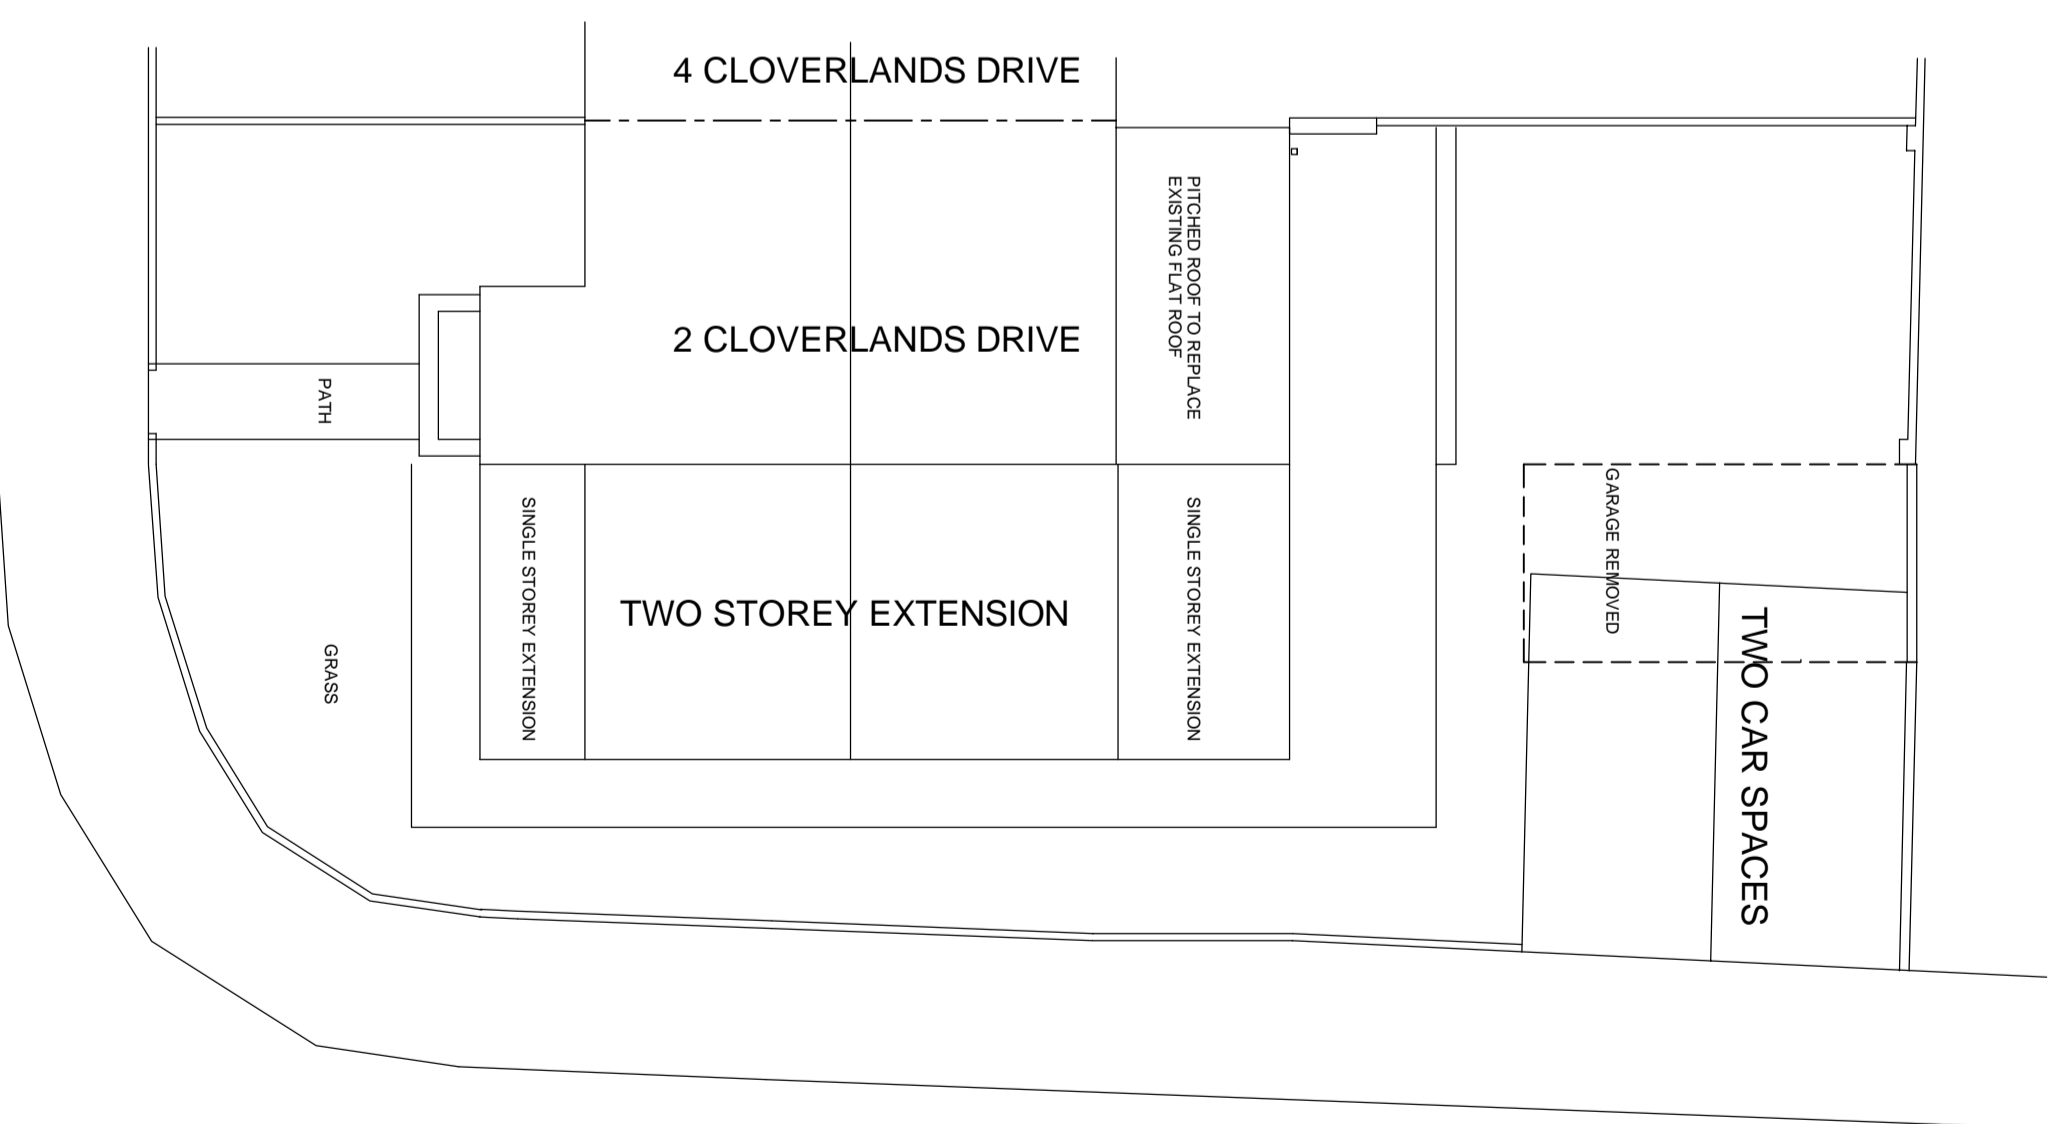 4 CLOVERLANDS DRIVE
PITCHED ROOF TO REPLACE
EXISTING FLAT ROOF
2 CLOVERLANDS DRIVE
PATH
SINGLE STOREY EXTENSION
TWO STOREY EXTENSION
SINGLE STOREY EXTENSION
GARAGE REMOVED
GRASS
TWO CAR SPACES